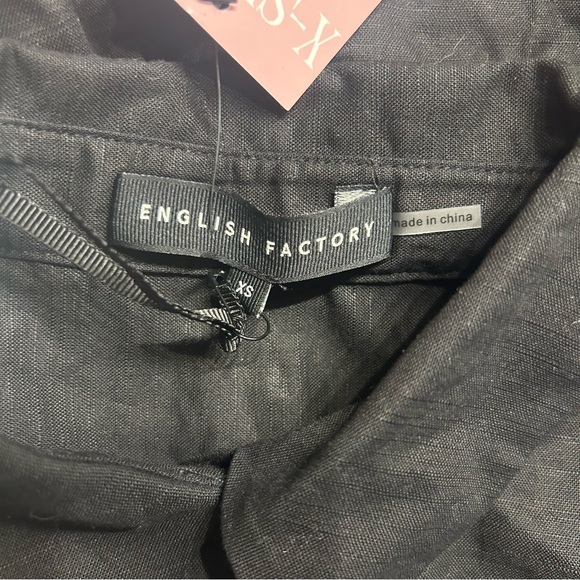 X-'S
ENGLISH FACTORY
made in china
XS